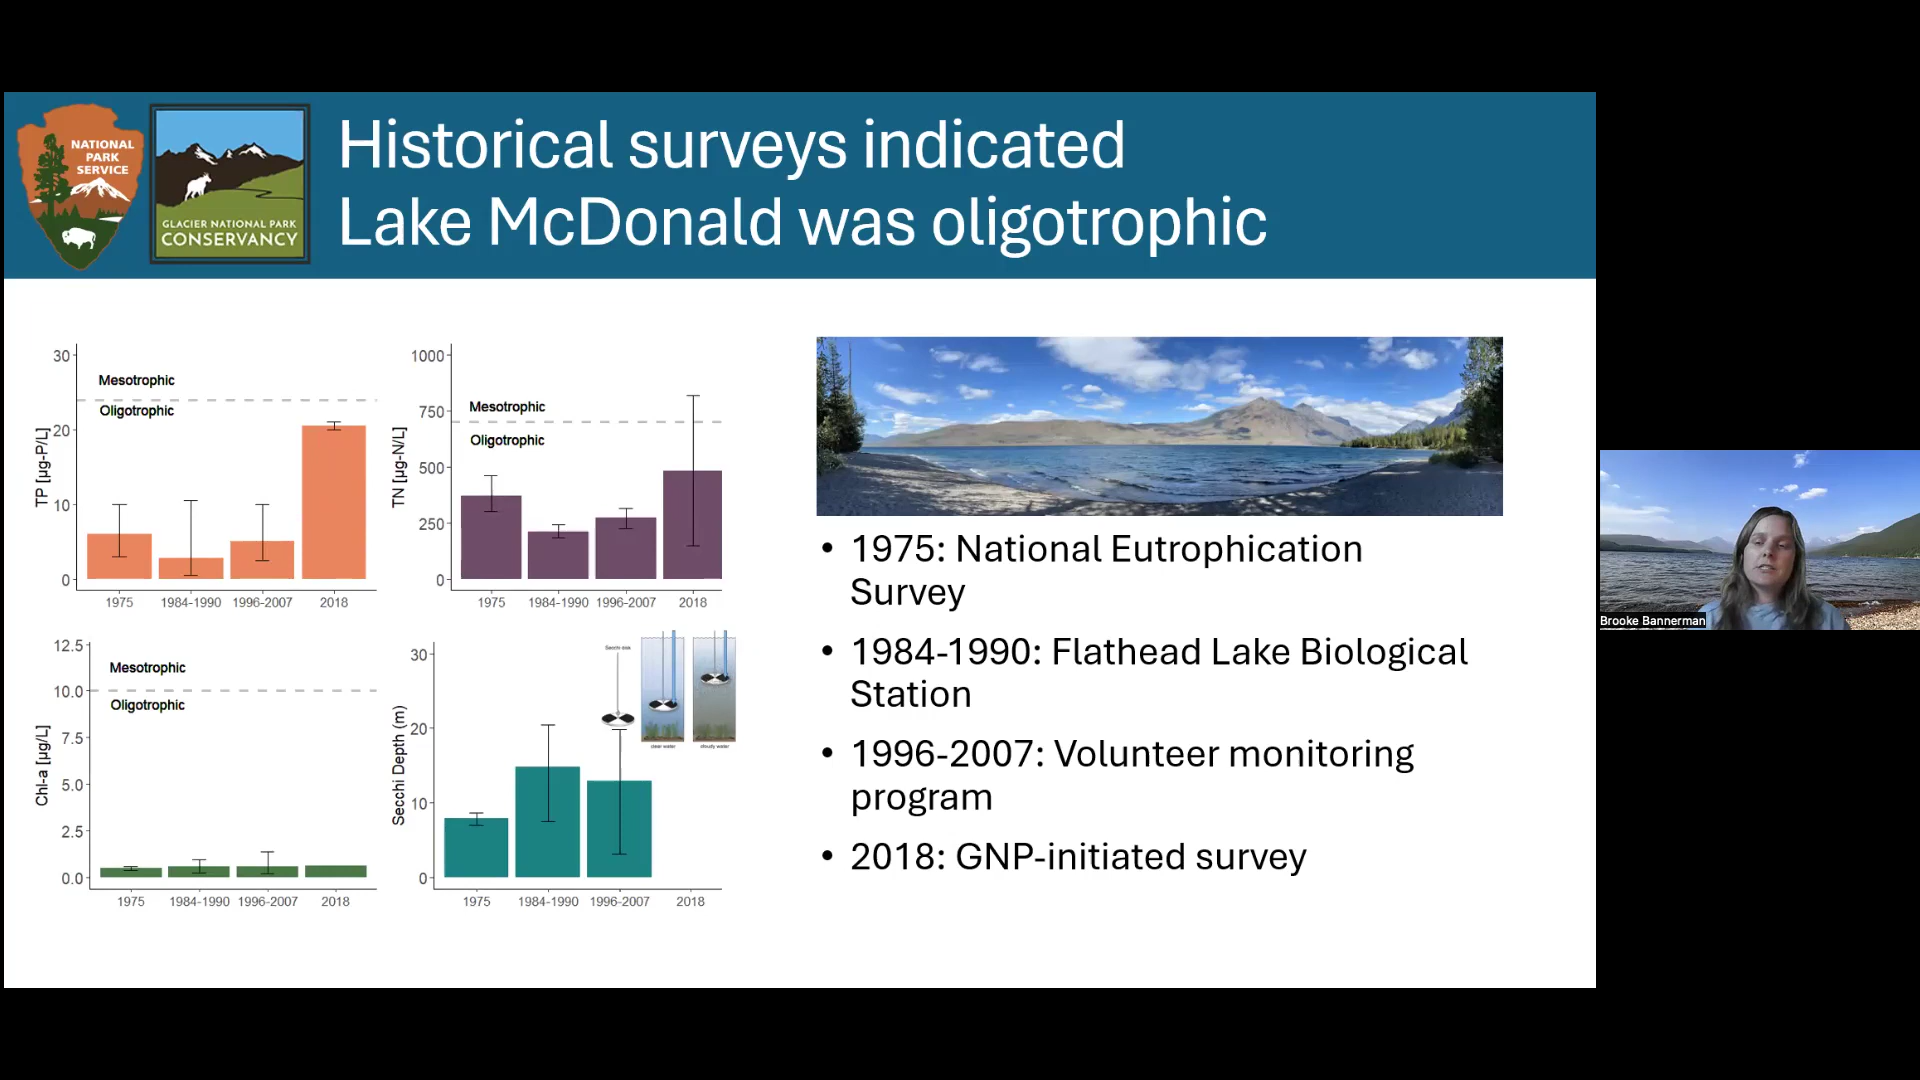 NATIONAL
PARK
SERVICE
GLACIER NATIONAL PARK
CONSERVANCY
Historical surveys indicated
Lake McDonald was oligotrophic
TP [µg-P/L]
30
20
10
0
Mesotrophic
Oligotrophic
1975 1984-1990 1996-2007 2018
TN [µg-N/L]
1000
750
500
250
0
Mesotrophic
Oligotrophic
1975 1984-1990 1996-2007 2018
Chl-a [µg/L]
12.5
10.0
7.5
5.0
2.5
0.0
Mesotrophic
Oligotrophic
1975 1984-1990 1996-2007 2018
Secchi Depth (m)
30
20
10
0
Secchi disk
clear water
cloudy water
1975 1984-1990 1996-2007 2018
• 1975: National Eutrophication
Survey
• 1984-1990: Flathead Lake Biological
Station
• 1996-2007: Volunteer monitoring
program
• 2018: GNP-initiated survey
Brooke Bannerman